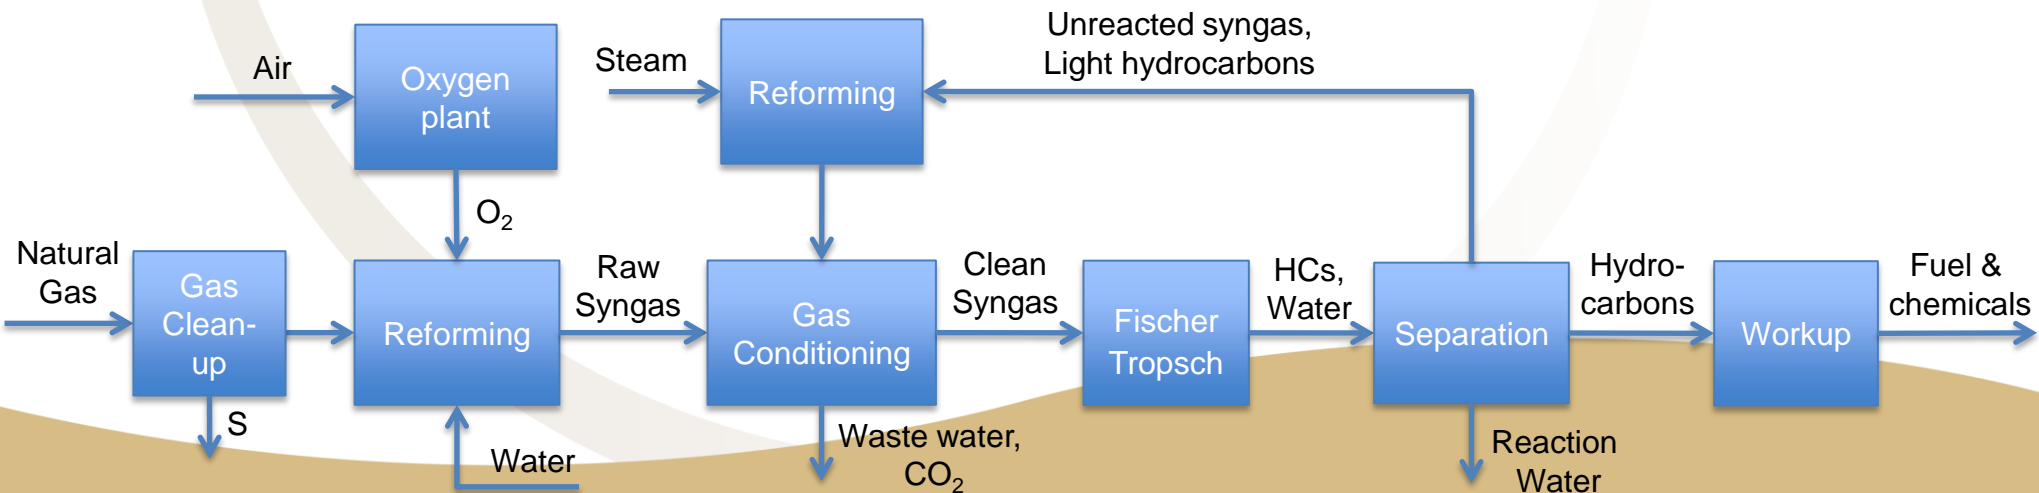 Air
Oxygen
plant
Steam
Reforming
Unreacted syngas,
Light hydrocarbons
O₂
Natural
Gas
Gas
Clean-
up
S
Reforming
Water
Raw
Syngas
Gas
Conditioning
Waste water,
CO₂
Clean
Syngas
Fischer
Tropsch
HCs,
Water
Separation
Reaction
Water
Hydro-
carbons
Workup
Fuel &
chemicals